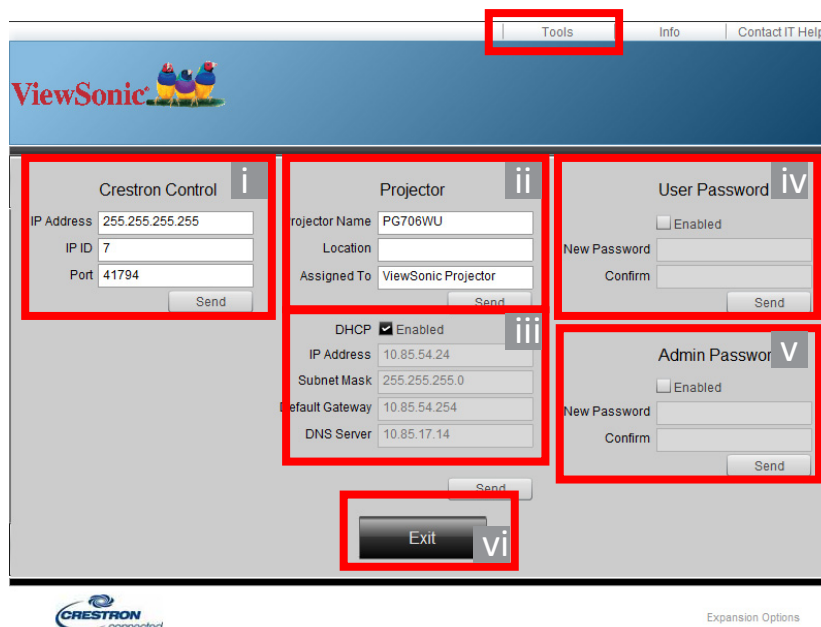 Tools Info Contact IT Help
ViewSonic
i
Crestron Control
IP Address 255.255.255.255
IP ID 7
Port 41794
Send
ii
Projector
Projector Name PG706WU
Location
Assigned To ViewSonic Projector
Send
iii
DHCP Enabled
IP Address 10.85.54.24
Subnet Mask 255.255.255.0
Default Gateway 10.85.54.254
DNS Server 10.85.17.14
Send
iv
User Password
Enabled
New Password
Confirm
Send
v
Admin Password
Enabled
New Password
Confirm
Send
Exit
vi
CRESTRON
connected
Expansion Options